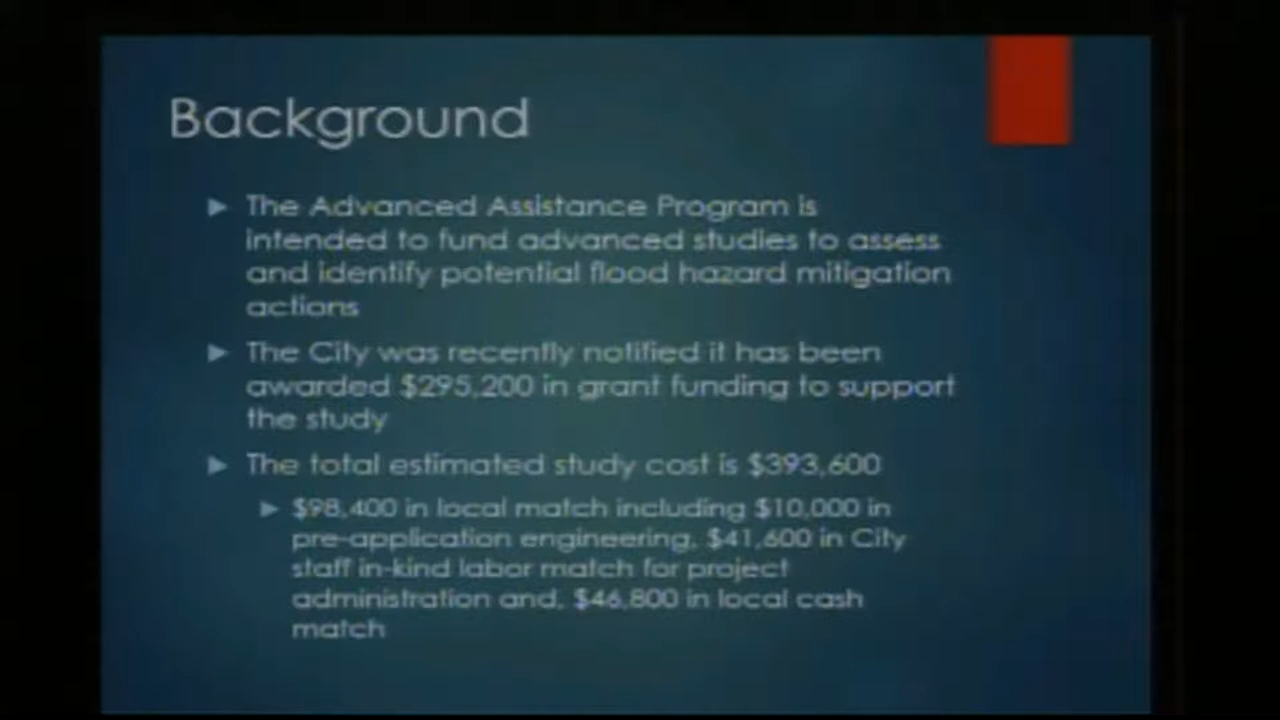 Background
The Advanced Assistance Program is
intended to fund advanced studies to assess
and identify potential flood hazard mitigation
actions
The City was recently notified it has been
awarded $295,200 in grant funding to support
the study
The total estimated study cost is $393,600
$98,400 in local match including $10,000 in
pre-application engineering, $41,600 in City
staff in-kind labor match for project
administration and, $46,800 in local cash
match